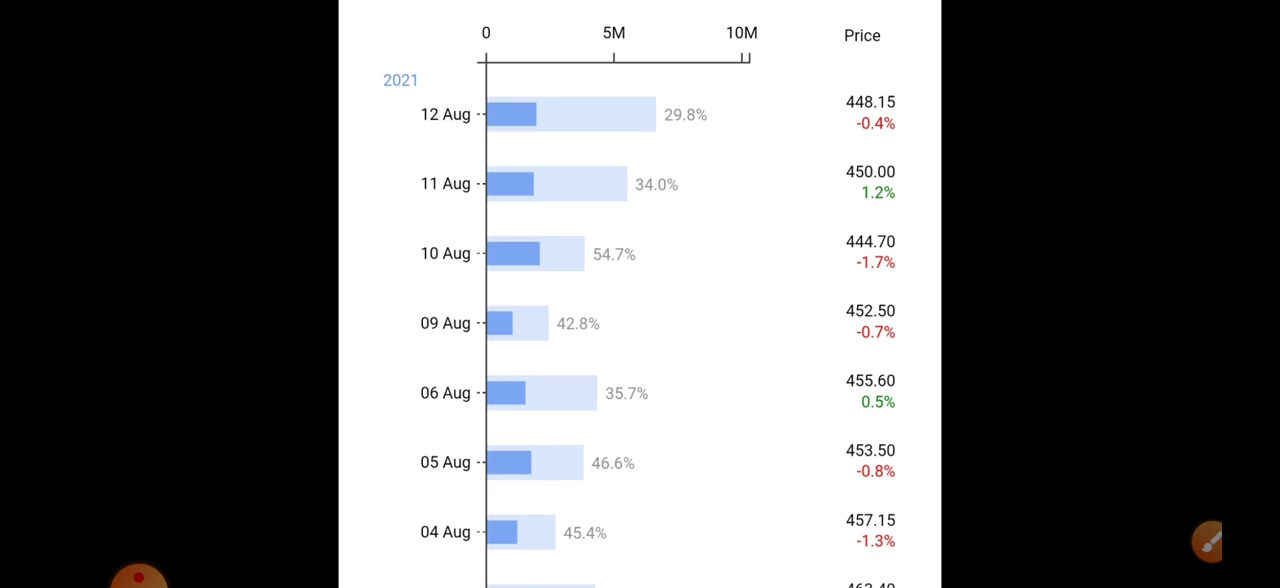 0 5M 10M Price
2021
12 Aug 29.8% 448.15
-0.4%
11 Aug 34.0% 450.00
1.2%
10 Aug 54.7% 444.70
-1.7%
09 Aug 42.8% 452.50
-0.7%
06 Aug 35.7% 455.60
0.5%
05 Aug 46.6% 453.50
-0.8%
04 Aug 45.4% 457.15
-1.3%